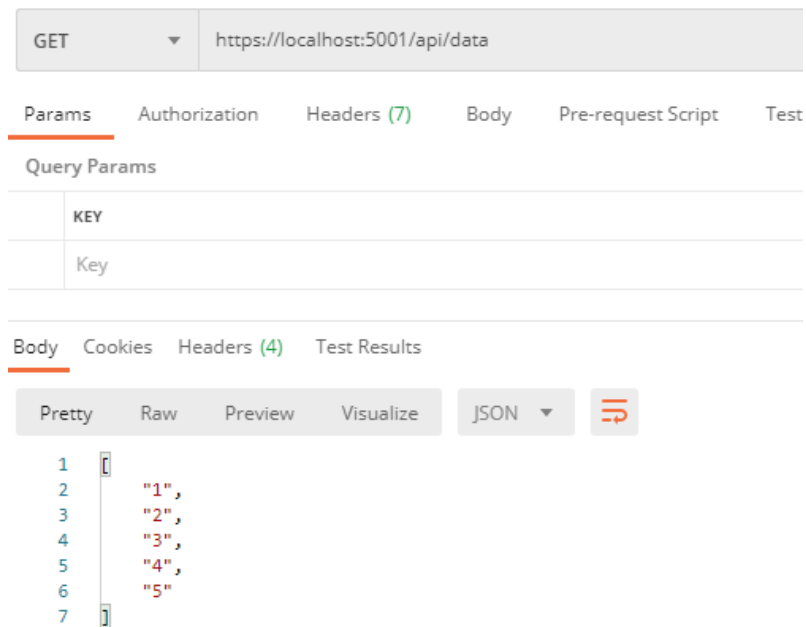 GET https://localhost:5001/api/data
Params Authorization Headers (7) Body Pre-request Script Test
Query Params
KEY
Key
Body Cookies Headers (4) Test Results
Pretty Raw Preview Visualize JSON
1 [
2 "1",
3 "2",
4 "3",
5 "4",
6 "5"
7 ]